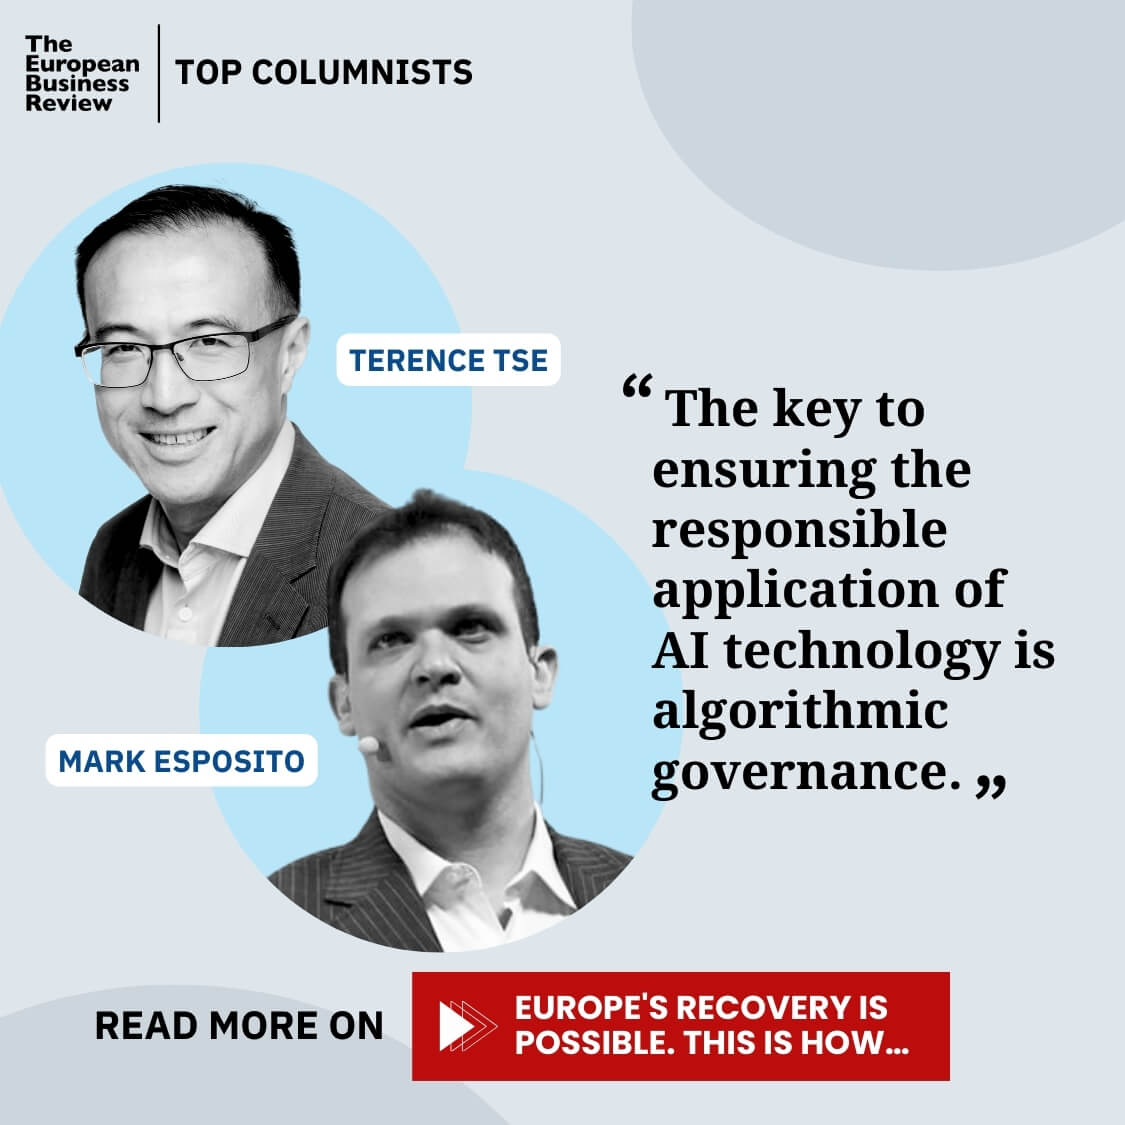 The
European
Business
Review
TOP COLUMNISTS
TERENCE TSE
MARK ESPOSITO
“ The key to
ensuring the
responsible
application of
AI technology is
algorithmic
governance. ”
READ MORE ON
EUROPE'S RECOVERY IS
POSSIBLE. THIS IS HOW...